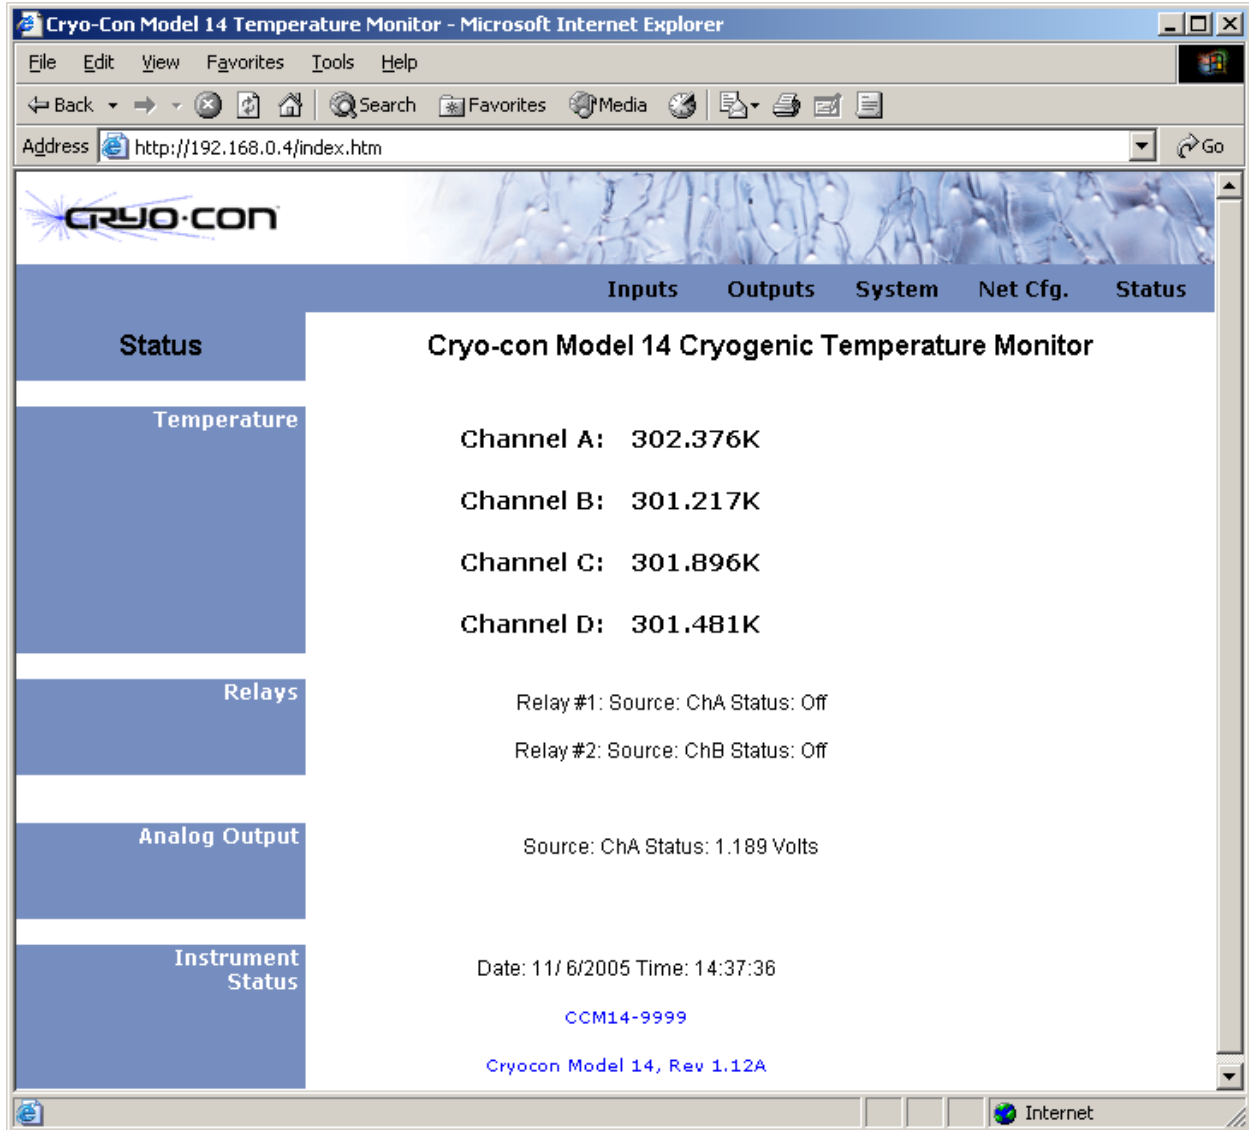 Cryo-Con Model 14 Temperature Monitor - Microsoft Internet Explorer
File Edit View Favorites Tools Help
Back Search Favorites Media
Address http://192.168.0.4/index.htm Go
CRYO·CON
Inputs Outputs System Net Cfg. Status
Status Cryo-con Model 14 Cryogenic Temperature Monitor
Temperature
Channel A: 302.376K
Channel B: 301.217K
Channel C: 301.896K
Channel D: 301.481K
Relays
Relay #1: Source: ChA Status: Off
Relay #2: Source: ChB Status: Off
Analog Output
Source: ChA Status: 1.189 Volts
Instrument
Status
Date: 11/ 6/2005 Time: 14:37:36
CCM14-9999
Cryocon Model 14, Rev 1.12A
Internet